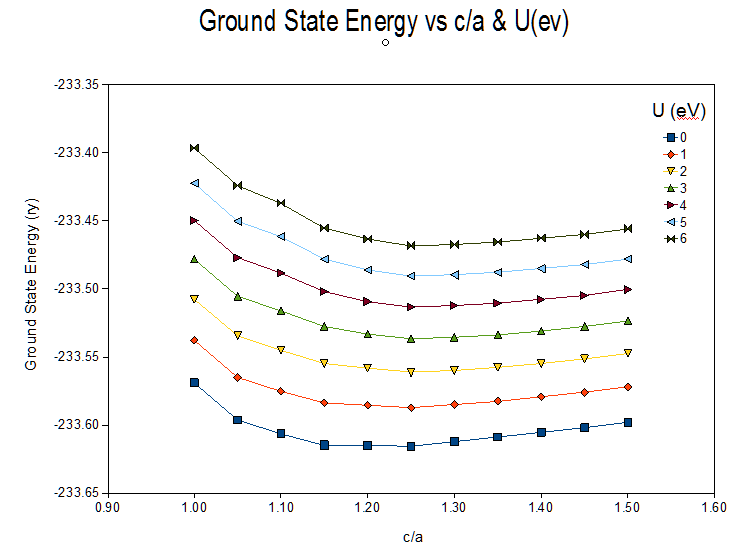 Ground State Energy vs c/a & U(ev)
-233.35
-233.40
-233.45
-233.50
-233.55
-233.60
-233.65
Ground State Energy (ry)
U (eV)
0
1
2
3
4
5
6
0.90 1.00 1.10 1.20 1.30 1.40 1.50 1.60
c/a